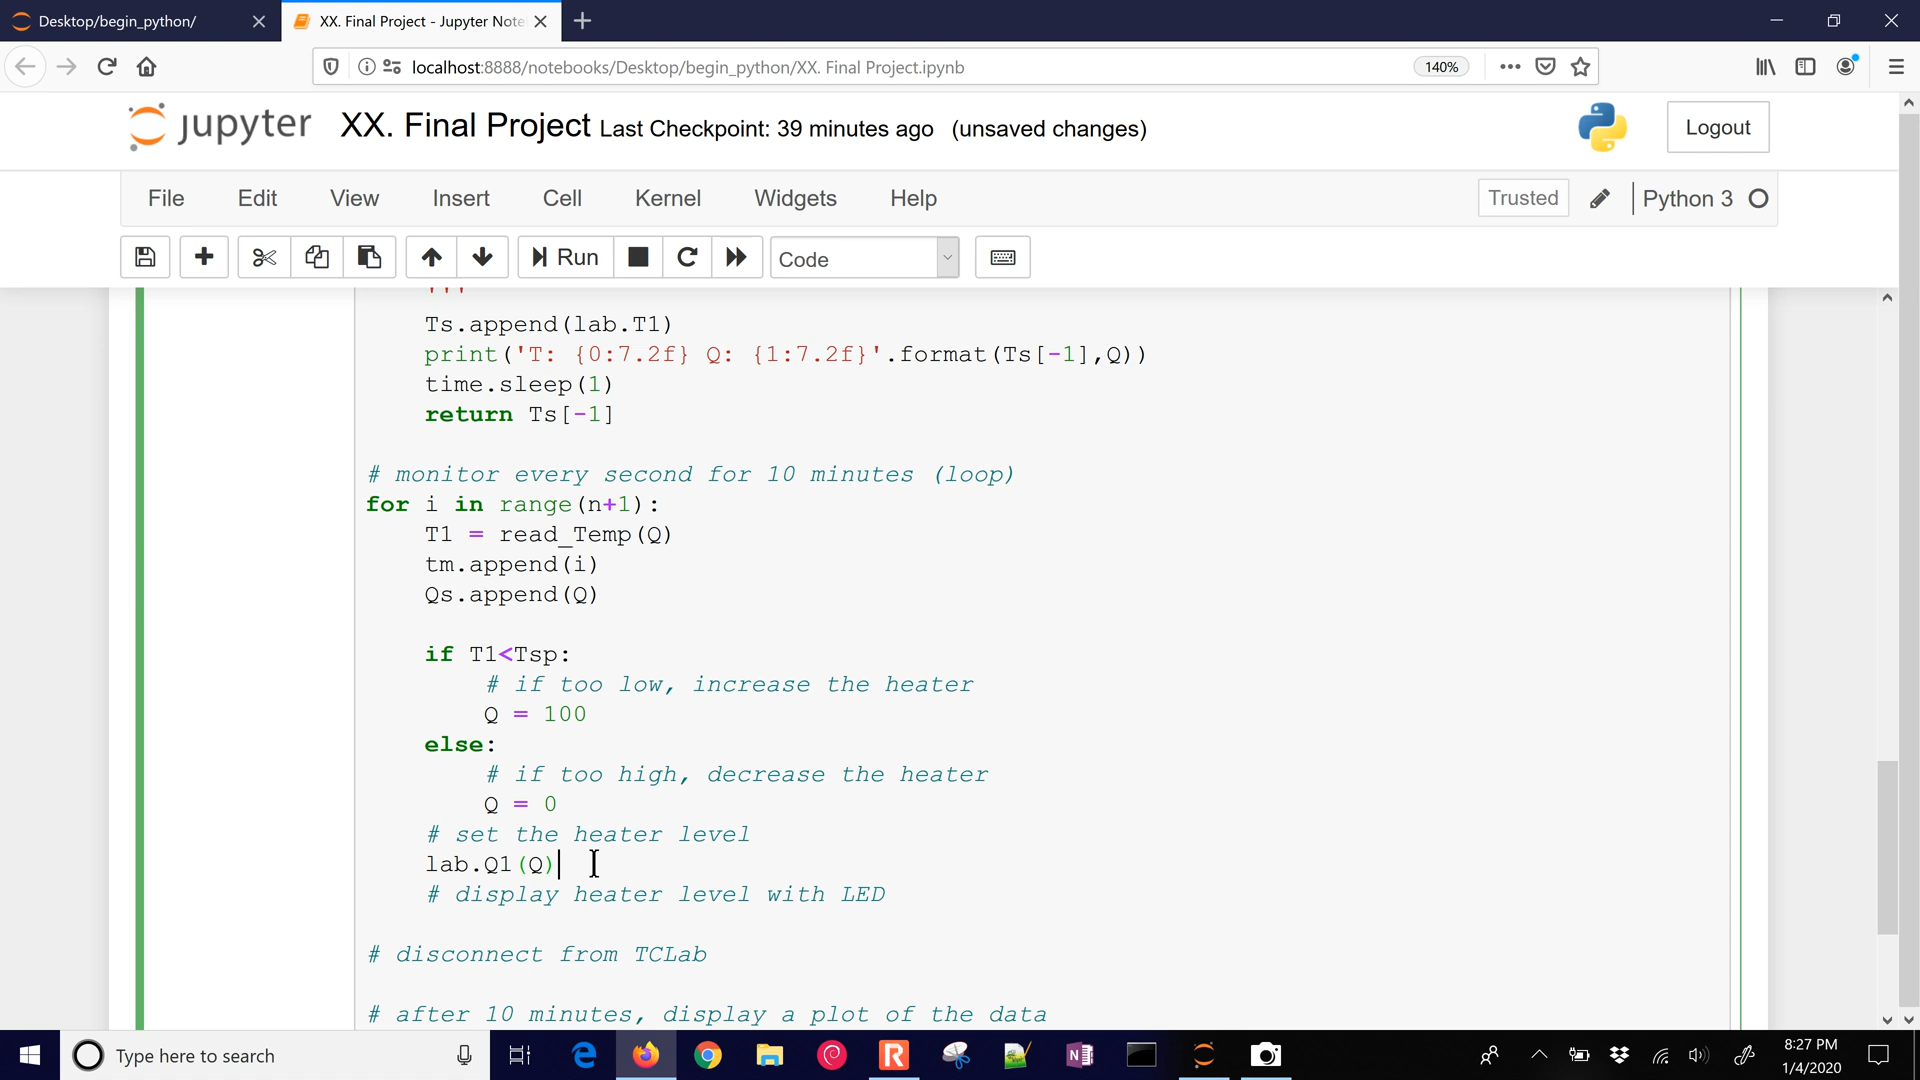 Desktop/begin_python/
XX. Final Project - Jupyter Note
localhost:8888/notebooks/Desktop/begin_python/XX. Final Project.ipynb
140%
jupyter XX. Final Project Last Checkpoint: 39 minutes ago (unsaved changes)
Logout
File Edit View Insert Cell Kernel Widgets Help
Trusted
Python 3
Run
Code
'''
Ts.append(lab.T1)
print('T: {0:7.2f} Q: {1:7.2f}'.format(Ts[-1],Q))
time.sleep(1)
return Ts[-1]
# monitor every second for 10 minutes (loop)
for i in range(n+1):
T1 = read_Temp(Q)
tm.append(i)
Qs.append(Q)
if T1<Tsp:
# if too low, increase the heater
Q = 100
else:
# if too high, decrease the heater
Q = 0
# set the heater level
lab.Q1(Q)
# display heater level with LED
# disconnect from TCLab
# after 10 minutes, display a plot of the data
Type here to search
8:27 PM
1/4/2020